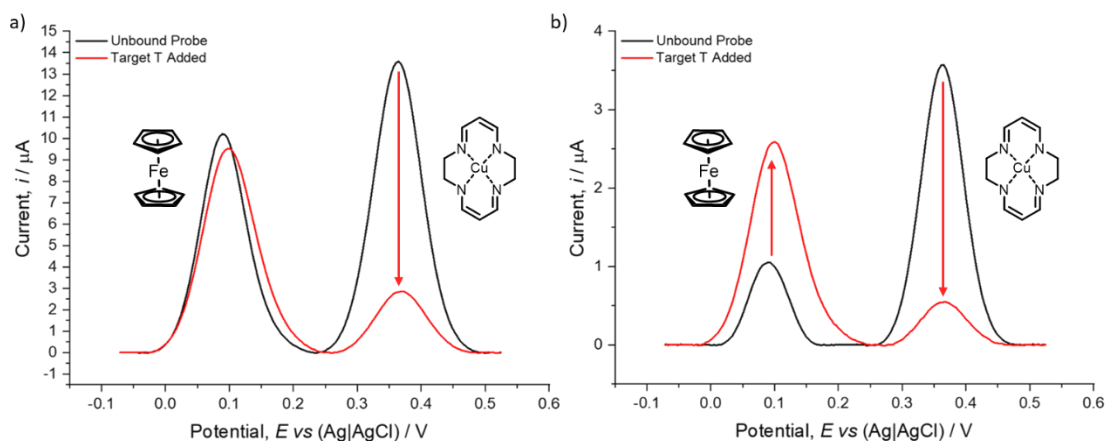 a)
Unbound Probe
Target T Added
Fe
N
N
Cu
N
N
15
14
13
12
11
10
9
8
7
6
5
4
3
2
1
0
-1
Current, i / µA
-0.1
0.0
0.1
0.2
0.3
0.4
0.5
0.6
Potential, E vs (Ag|AgCl) / V
b)
Unbound Probe
Target T Added
Fe
N
N
Cu
N
N
4
3
2
1
0
Current, i / µA
-0.1
0.0
0.1
0.2
0.3
0.4
0.5
0.6
Potential, E vs (Ag|AgCl) / V